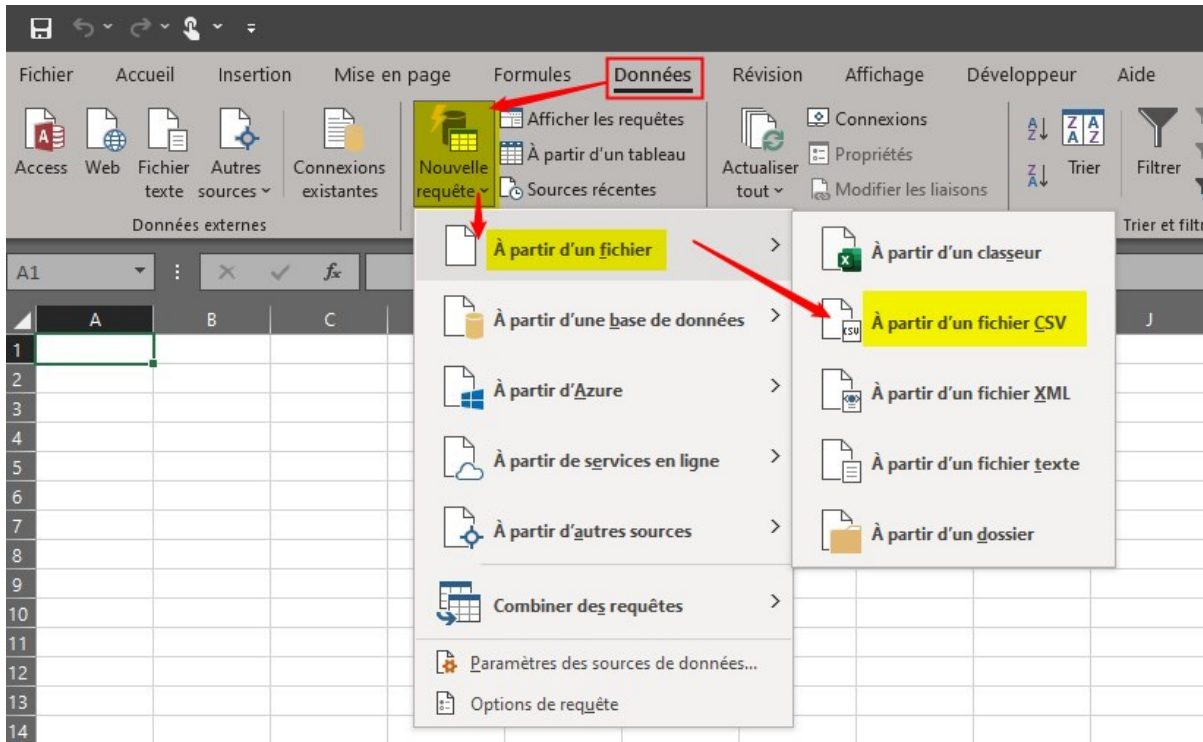 Fichier Accueil Insertion Mise en page Formules Données Révision Affichage Développeur Aide
Access Web Fichier texte Autres sources Connexions existantes
Données externes
Nouvelle requête
Afficher les requêtes
À partir d'un tableau
Sources récentes
Actualiser tout
Connexions
Propriétés
Modifier les liaisons
Trier
Filtrer
Trier et filtr
A1
fx
A B C J
1
2
3
4
5
6
7
8
9
10
11
12
13
14
À partir d'un fichier
À partir d'une base de données
À partir d'Azure
À partir de services en ligne
À partir d'autres sources
Combiner des requêtes
Paramètres des sources de données...
Options de requête
À partir d'un classeur
À partir d'un fichier CSV
À partir d'un fichier XML
À partir d'un fichier texte
À partir d'un dossier